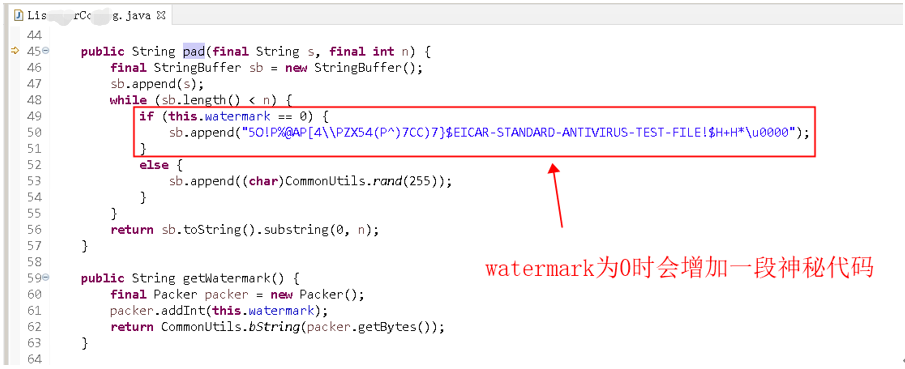 .java
44
45 public String pad(final String s, final int n) {
46 final StringBuffer sb = new StringBuffer();
47 sb.append(s);
48 while (sb.length() < n) {
49 if (this.watermark == 0) {
50 sb.append("5O!P%@AP[4\\PZX54(P^)7CC)7}$EICAR-STANDARD-ANTIVIRUS-TEST-FILE!$H+H*\u0000");
51 }
52 else {
53 sb.append((char)CommonUtils.rand(255));
54 }
55 }
56 return sb.toString().substring(0, n);
57 }
58
59 public String getWatermark() {
60 final Packer packer = new Packer();
61 packer.addInt(this.watermark);
62 return CommonUtils.bString(packer.getBytes());
63 }
64
watermark为0时会增加一段神秘代码